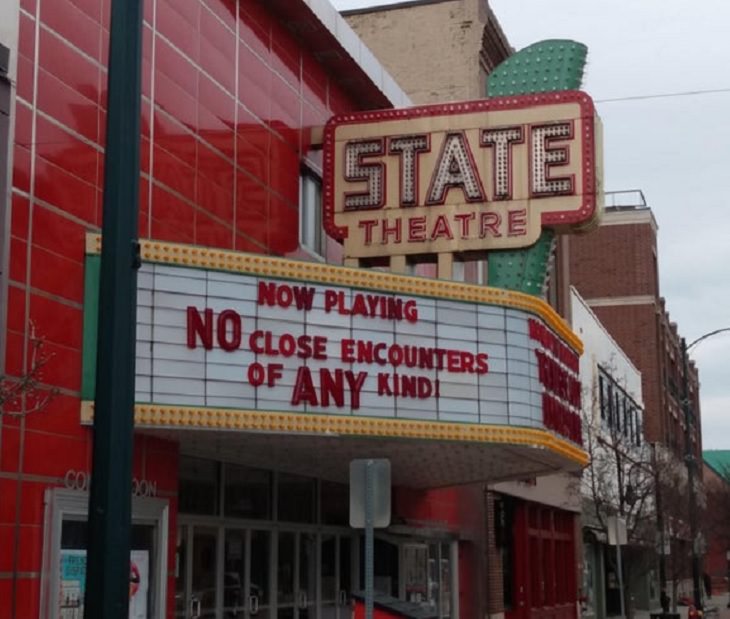 STATE
THEATRE
NOW PLAYING
NO CLOSE ENCOUNTERS
OF ANY KIND!